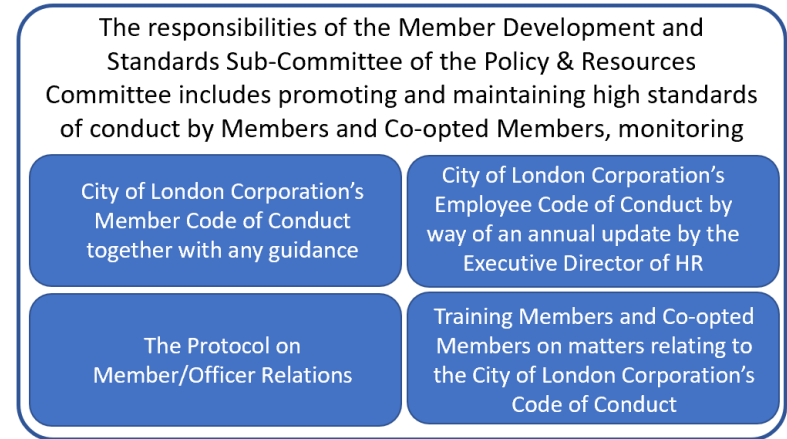 The responsibilities of the Member Development and
Standards Sub-Committee of the Policy & Resources
Committee includes promoting and maintaining high standards
of conduct by Members and Co-opted Members, monitoring
City of London Corporation’s
Member Code of Conduct
together with any guidance
City of London Corporation’s
Employee Code of Conduct by
way of an annual update by the
Executive Director of HR
The Protocol on
Member/Officer Relations
Training Members and Co-opted
Members on matters relating to
the City of London Corporation’s
Code of Conduct